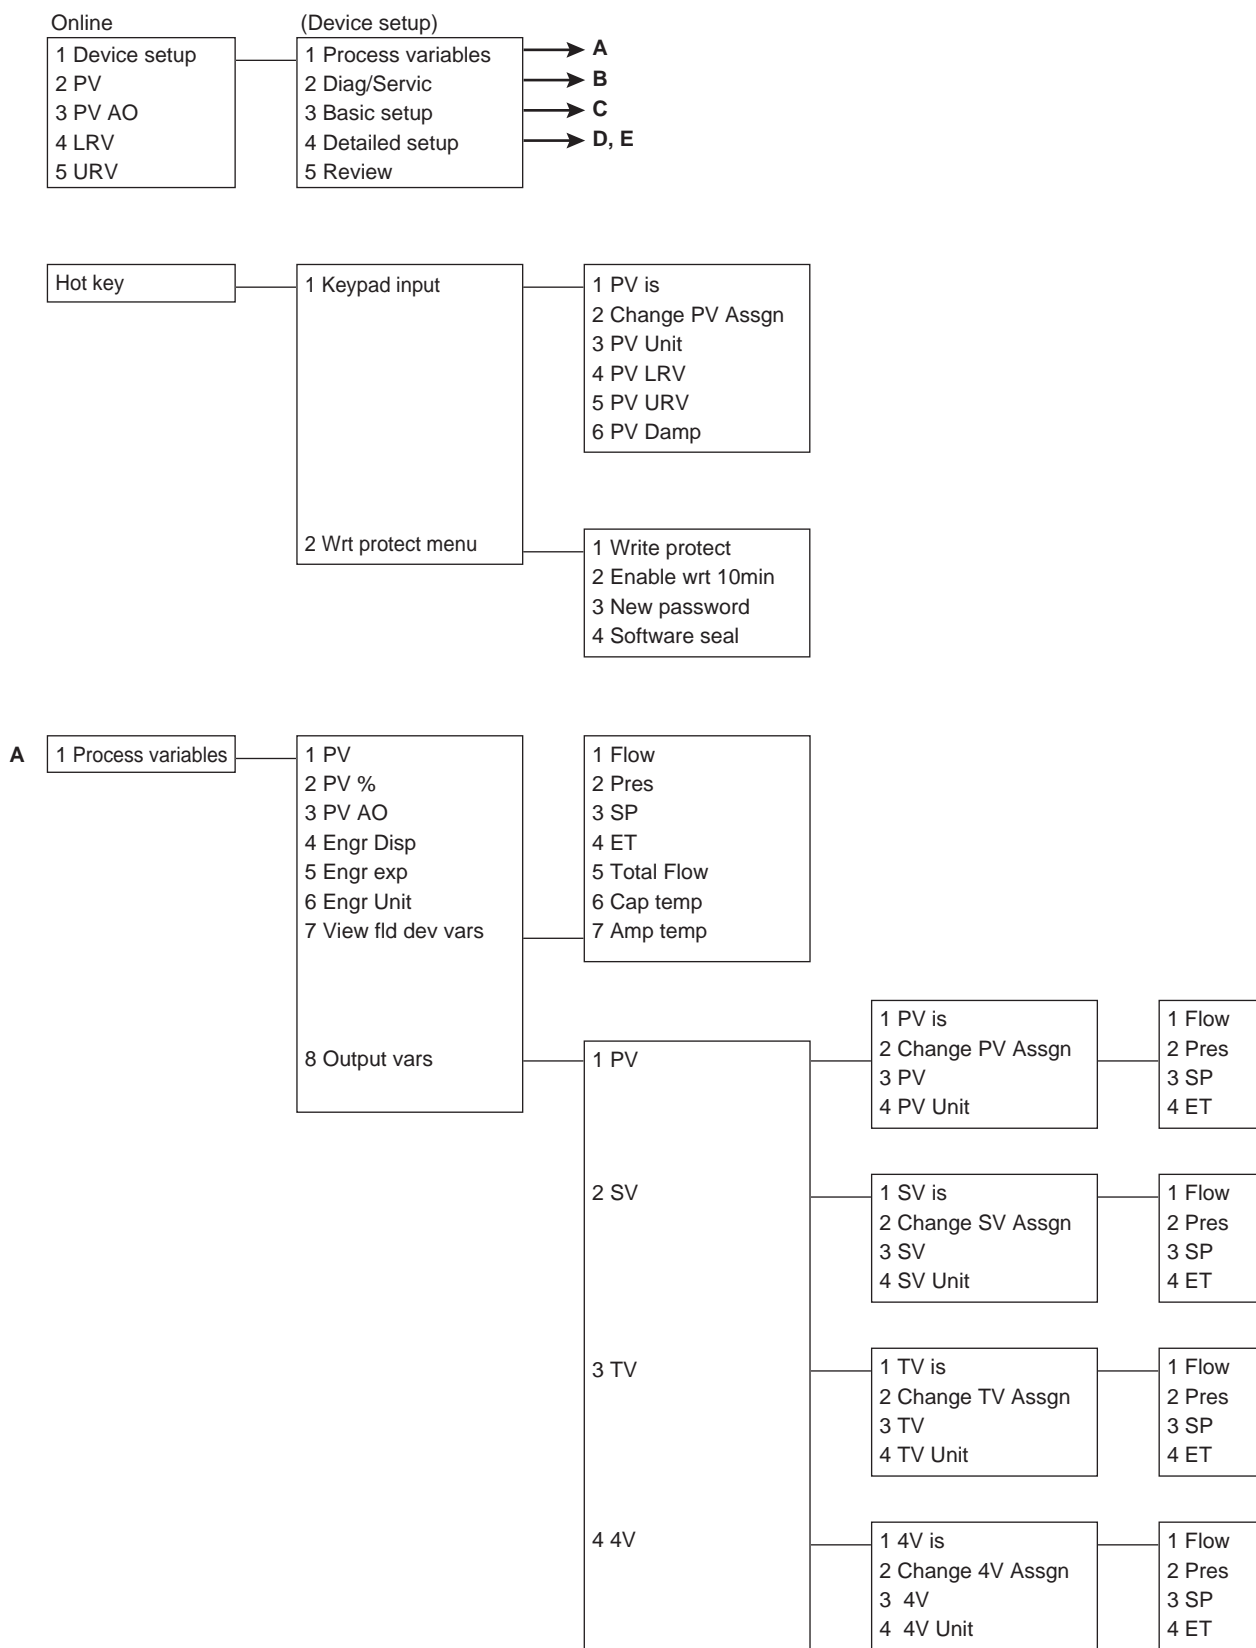 Online
1 Device setup
2 PV
3 PV AO
4 LRV
5 URV
(Device setup)
1 Process variables
2 Diag/Servic
3 Basic setup
4 Detailed setup
5 Review
A
B
C
D, E
Hot key
1 Keypad input
2 Wrt protect menu
1 PV is
2 Change PV Assgn
3 PV Unit
4 PV LRV
5 PV URV
6 PV Damp
1 Write protect
2 Enable wrt 10min
3 New password
4 Software seal
A
1 Process variables
1 PV
2 PV %
3 PV AO
4 Engr Disp
5 Engr exp
6 Engr Unit
7 View fld dev vars
8 Output vars
1 Flow
2 Pres
3 SP
4 ET
5 Total Flow
6 Cap temp
7 Amp temp
1 PV
2 SV
3 TV
4 4V
1 PV is
2 Change PV Assgn
3 PV
4 PV Unit
1 Flow
2 Pres
3 SP
4 ET
1 SV is
2 Change SV Assgn
3 SV
4 SV Unit
1 Flow
2 Pres
3 SP
4 ET
1 TV is
2 Change TV Assgn
3 TV
4 TV Unit
1 Flow
2 Pres
3 SP
4 ET
1 4V is
2 Change 4V Assgn
3 4V
4 4V Unit
1 Flow
2 Pres
3 SP
4 ET